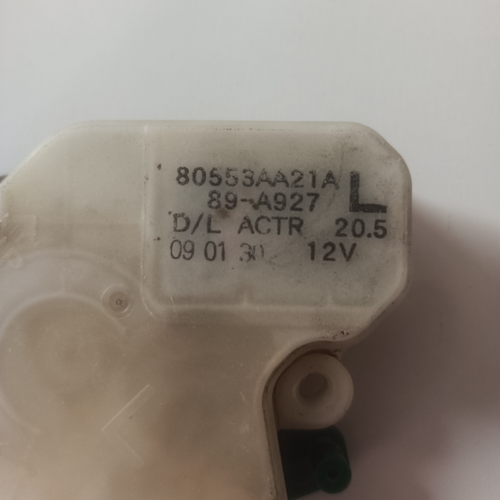 80553AA21A
89-A927 L
D/L ACTR 20.5
09 01 30 12V